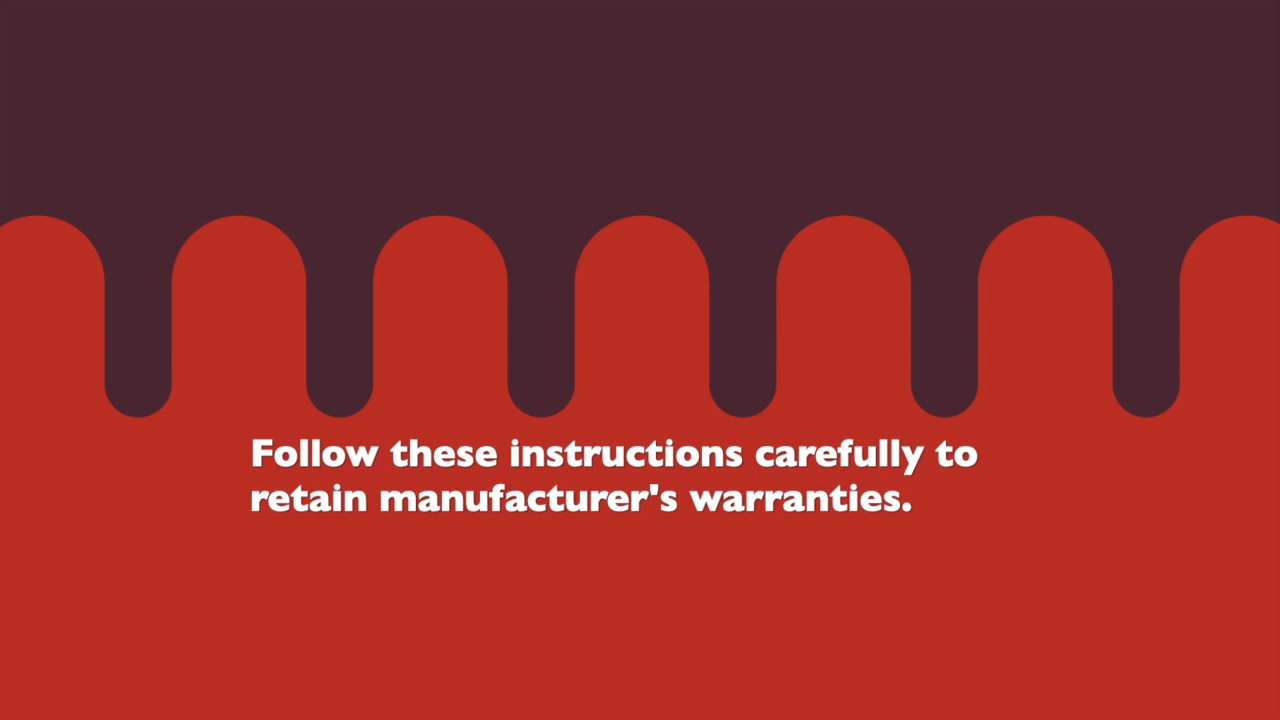 Follow these instructions carefully to
retain manufacturer's warranties.